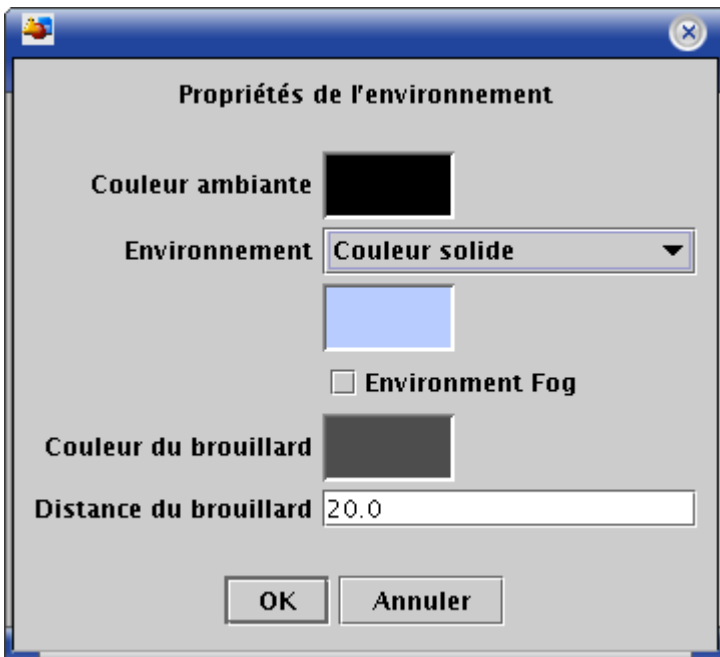 Propriétés de l'environnement
Couleur ambiante
Environnement Couleur solide
Environment Fog
Couleur du brouillard
Distance du brouillard 20.0
OK Annuler